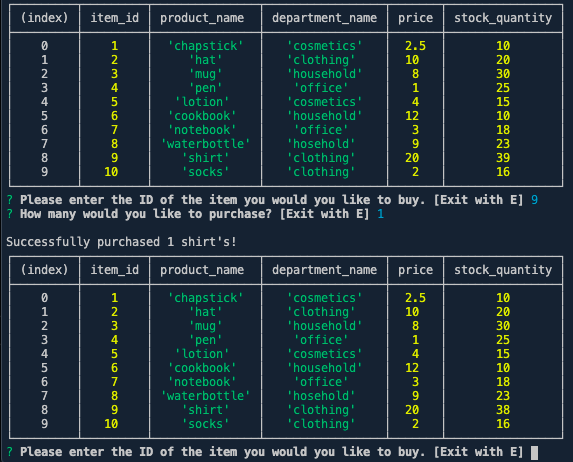 (index) item_id product_name department_name price stock_quantity
0 1 'chapstick' 'cosmetics' 2.5 10
1 2 'hat' 'clothing' 10 20
2 3 'mug' 'household' 8 30
3 4 'pen' 'office' 1 25
4 5 'lotion' 'cosmetics' 4 15
5 6 'cookbook' 'household' 12 10
6 7 'notebook' 'office' 3 18
7 8 'waterbottle' 'hosehold' 9 23
8 9 'shirt' 'clothing' 20 39
9 10 'socks' 'clothing' 2 16
? Please enter the ID of the item you would you like to buy. [Exit with E] 9
? How many would you like to purchase? [Exit with E] 1
Successfully purchased 1 shirt's!
(index) item_id product_name department_name price stock_quantity
0 1 'chapstick' 'cosmetics' 2.5 10
1 2 'hat' 'clothing' 10 20
2 3 'mug' 'household' 8 30
3 4 'pen' 'office' 1 25
4 5 'lotion' 'cosmetics' 4 15
5 6 'cookbook' 'household' 12 10
6 7 'notebook' 'office' 3 18
7 8 'waterbottle' 'hosehold' 9 23
8 9 'shirt' 'clothing' 20 38
9 10 'socks' 'clothing' 2 16
? Please enter the ID of the item you would you like to buy. [Exit with E]